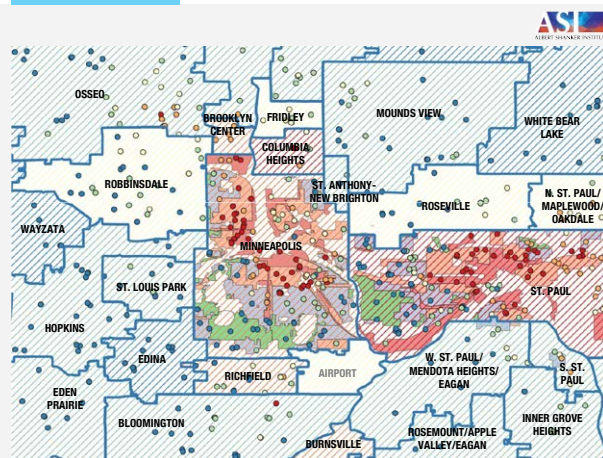 ASI
ALBERT SHANKER INSTITUTE
OSSEO
BROOKLYN
CENTER
FRIDLEY
MOUNDS VIEW
WHITE BEAR
LAKE
COLUMBIA
HEIGHTS
ROBBINSDALE
ST. ANTHONY-
NEW BRIGHTON
ROSEVILLE
N. ST. PAUL/
MAPLEWOOD/
OAKDALE
WAYZATA
MINNEAPOLIS
ST. LOUIS PARK
ST. PAUL
HOPKINS
EDINA
RICHFIELD
AIRPORT
W. ST. PAUL/
MENDOTA HEIGHTS/
EAGAN
S. ST.
PAUL
EDEN
PRAIRIE
BLOOMINGTON
BURNSVILLE
ROSEMOUNT/APPLE
VALLEY/EAGAN
INNER GROVE
HEIGHTS